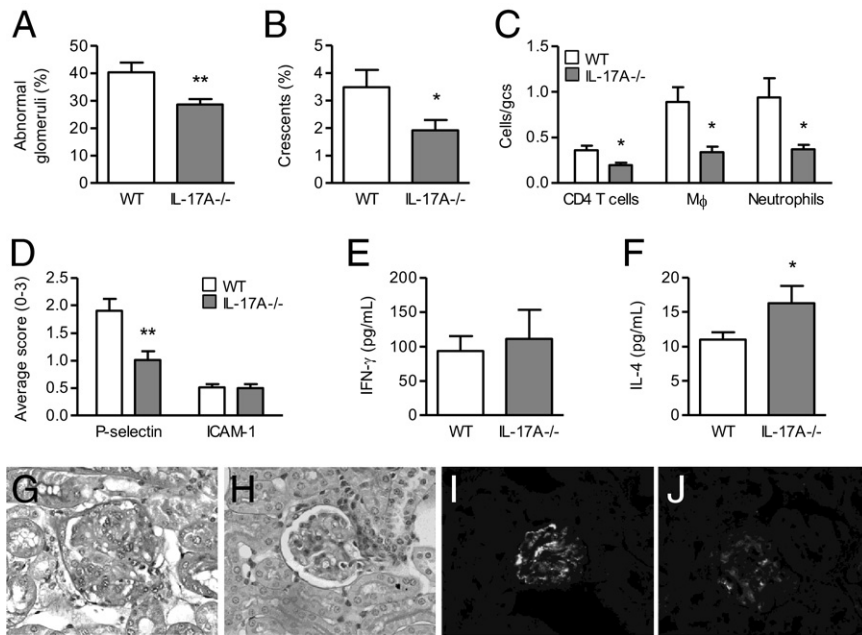 A
Abnormal
glomeruli (%)
50
40
30
20
10
0
**
WT IL-17A-/-
B
Crescents (%)
5
4
3
2
1
0
*
WT IL-17A-/-
C
Cells/gcs
1.5
1.0
0.5
0.0
WT
IL-17A-/-
* * *
CD4 T cells Mϕ Neutrophils
D
Average score (0-3)
2.5
2.0
1.5
1.0
0.5
0.0
WT
IL-17A-/-
**
P-selectin ICAM-1
E
IFN-γ (pg/mL)
200
150
100
50
0
WT IL-17A-/-
F
IL-4 (pg/mL)
25
20
15
10
5
0
*
WT IL-17A-/-
G H I J